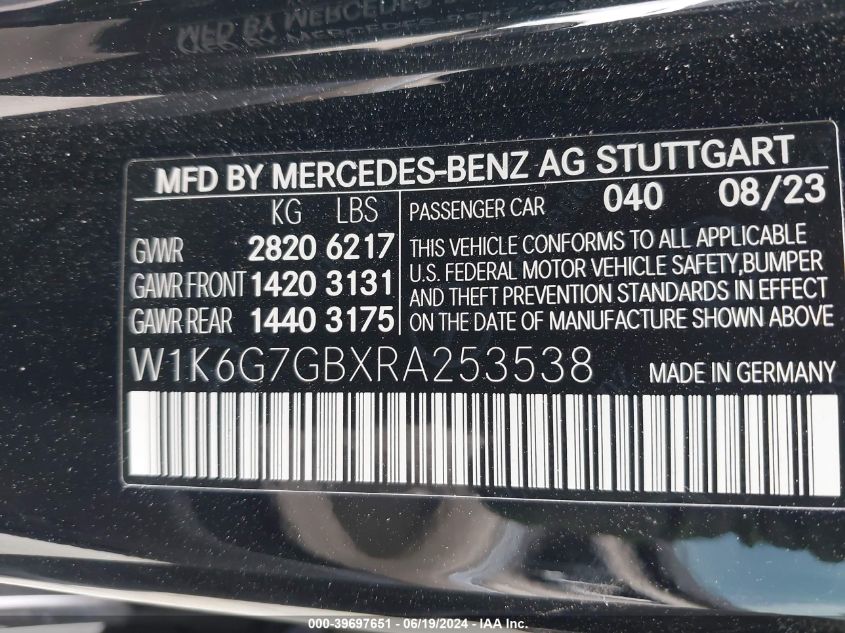 MFD BY MERCEDES-BENZ AG STUTTGART
KG LBS
PASSENGER CAR 040 08/23
GVWR 2820 6217
GAWR FRONT 1420 3131
GAWR REAR 1440 3175
THIS VEHICLE CONFORMS TO ALL APPLICABLE
U.S. FEDERAL MOTOR VEHICLE SAFETY,BUMPER
AND THEFT PREVENTION STANDARDS IN EFFECT
ON THE DATE OF MANUFACTURE SHOWN ABOVE
W1K6G7GBXRA253538 MADE IN GERMANY
000-39697651 / 06/19/2024 - IAA Inc.